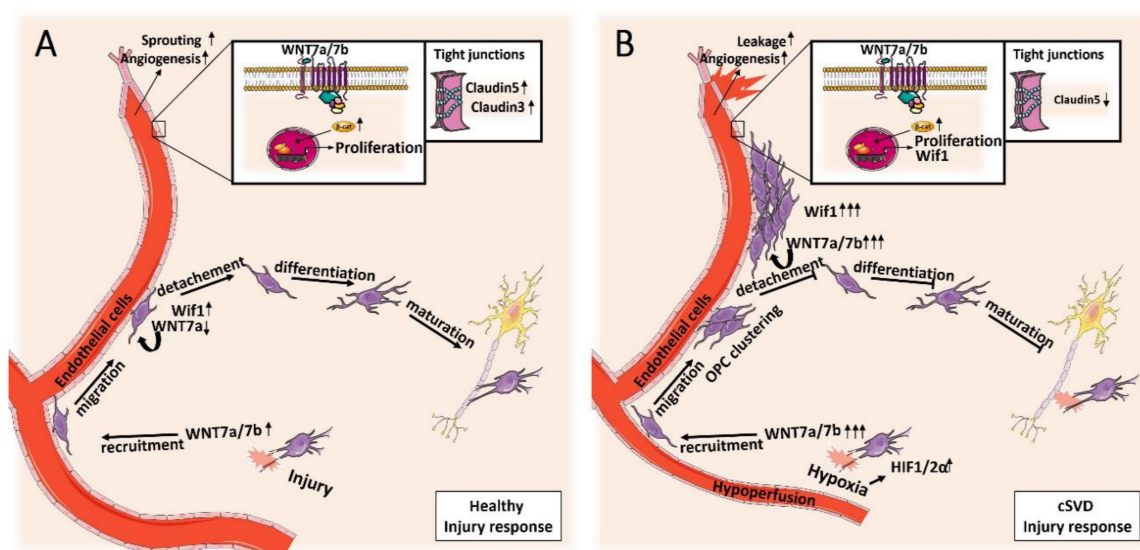 A
Sprouting ↑
Angiogenesis ↑
WNT7a/7b
β-cat ↑
Proliferation
Tight junctions
Claudin5 ↑
Claudin3 ↑
detachement
differentiation
maturation
Wif1 ↑
WNT7a ↓
Endothelial cells
migration
WNT7a/7b ↑
recruitment
Injury
Healthy
Injury response
B
Leakage ↑
Angiogenesis ↑
WNT7a/7b
β-cat ↑
Proliferation
Wif1
Tight junctions
Claudin5 ↓
Wif1 ↑↑↑
WNT7a/7b ↑↑↑
detachement
differentiation
maturation
Endothelial cells
OPC clustering
migration
WNT7a/7b ↑↑↑
recruitment
HIF1/2α ↑
Hypoxia
Hypoperfusion
cSVD
Injury response